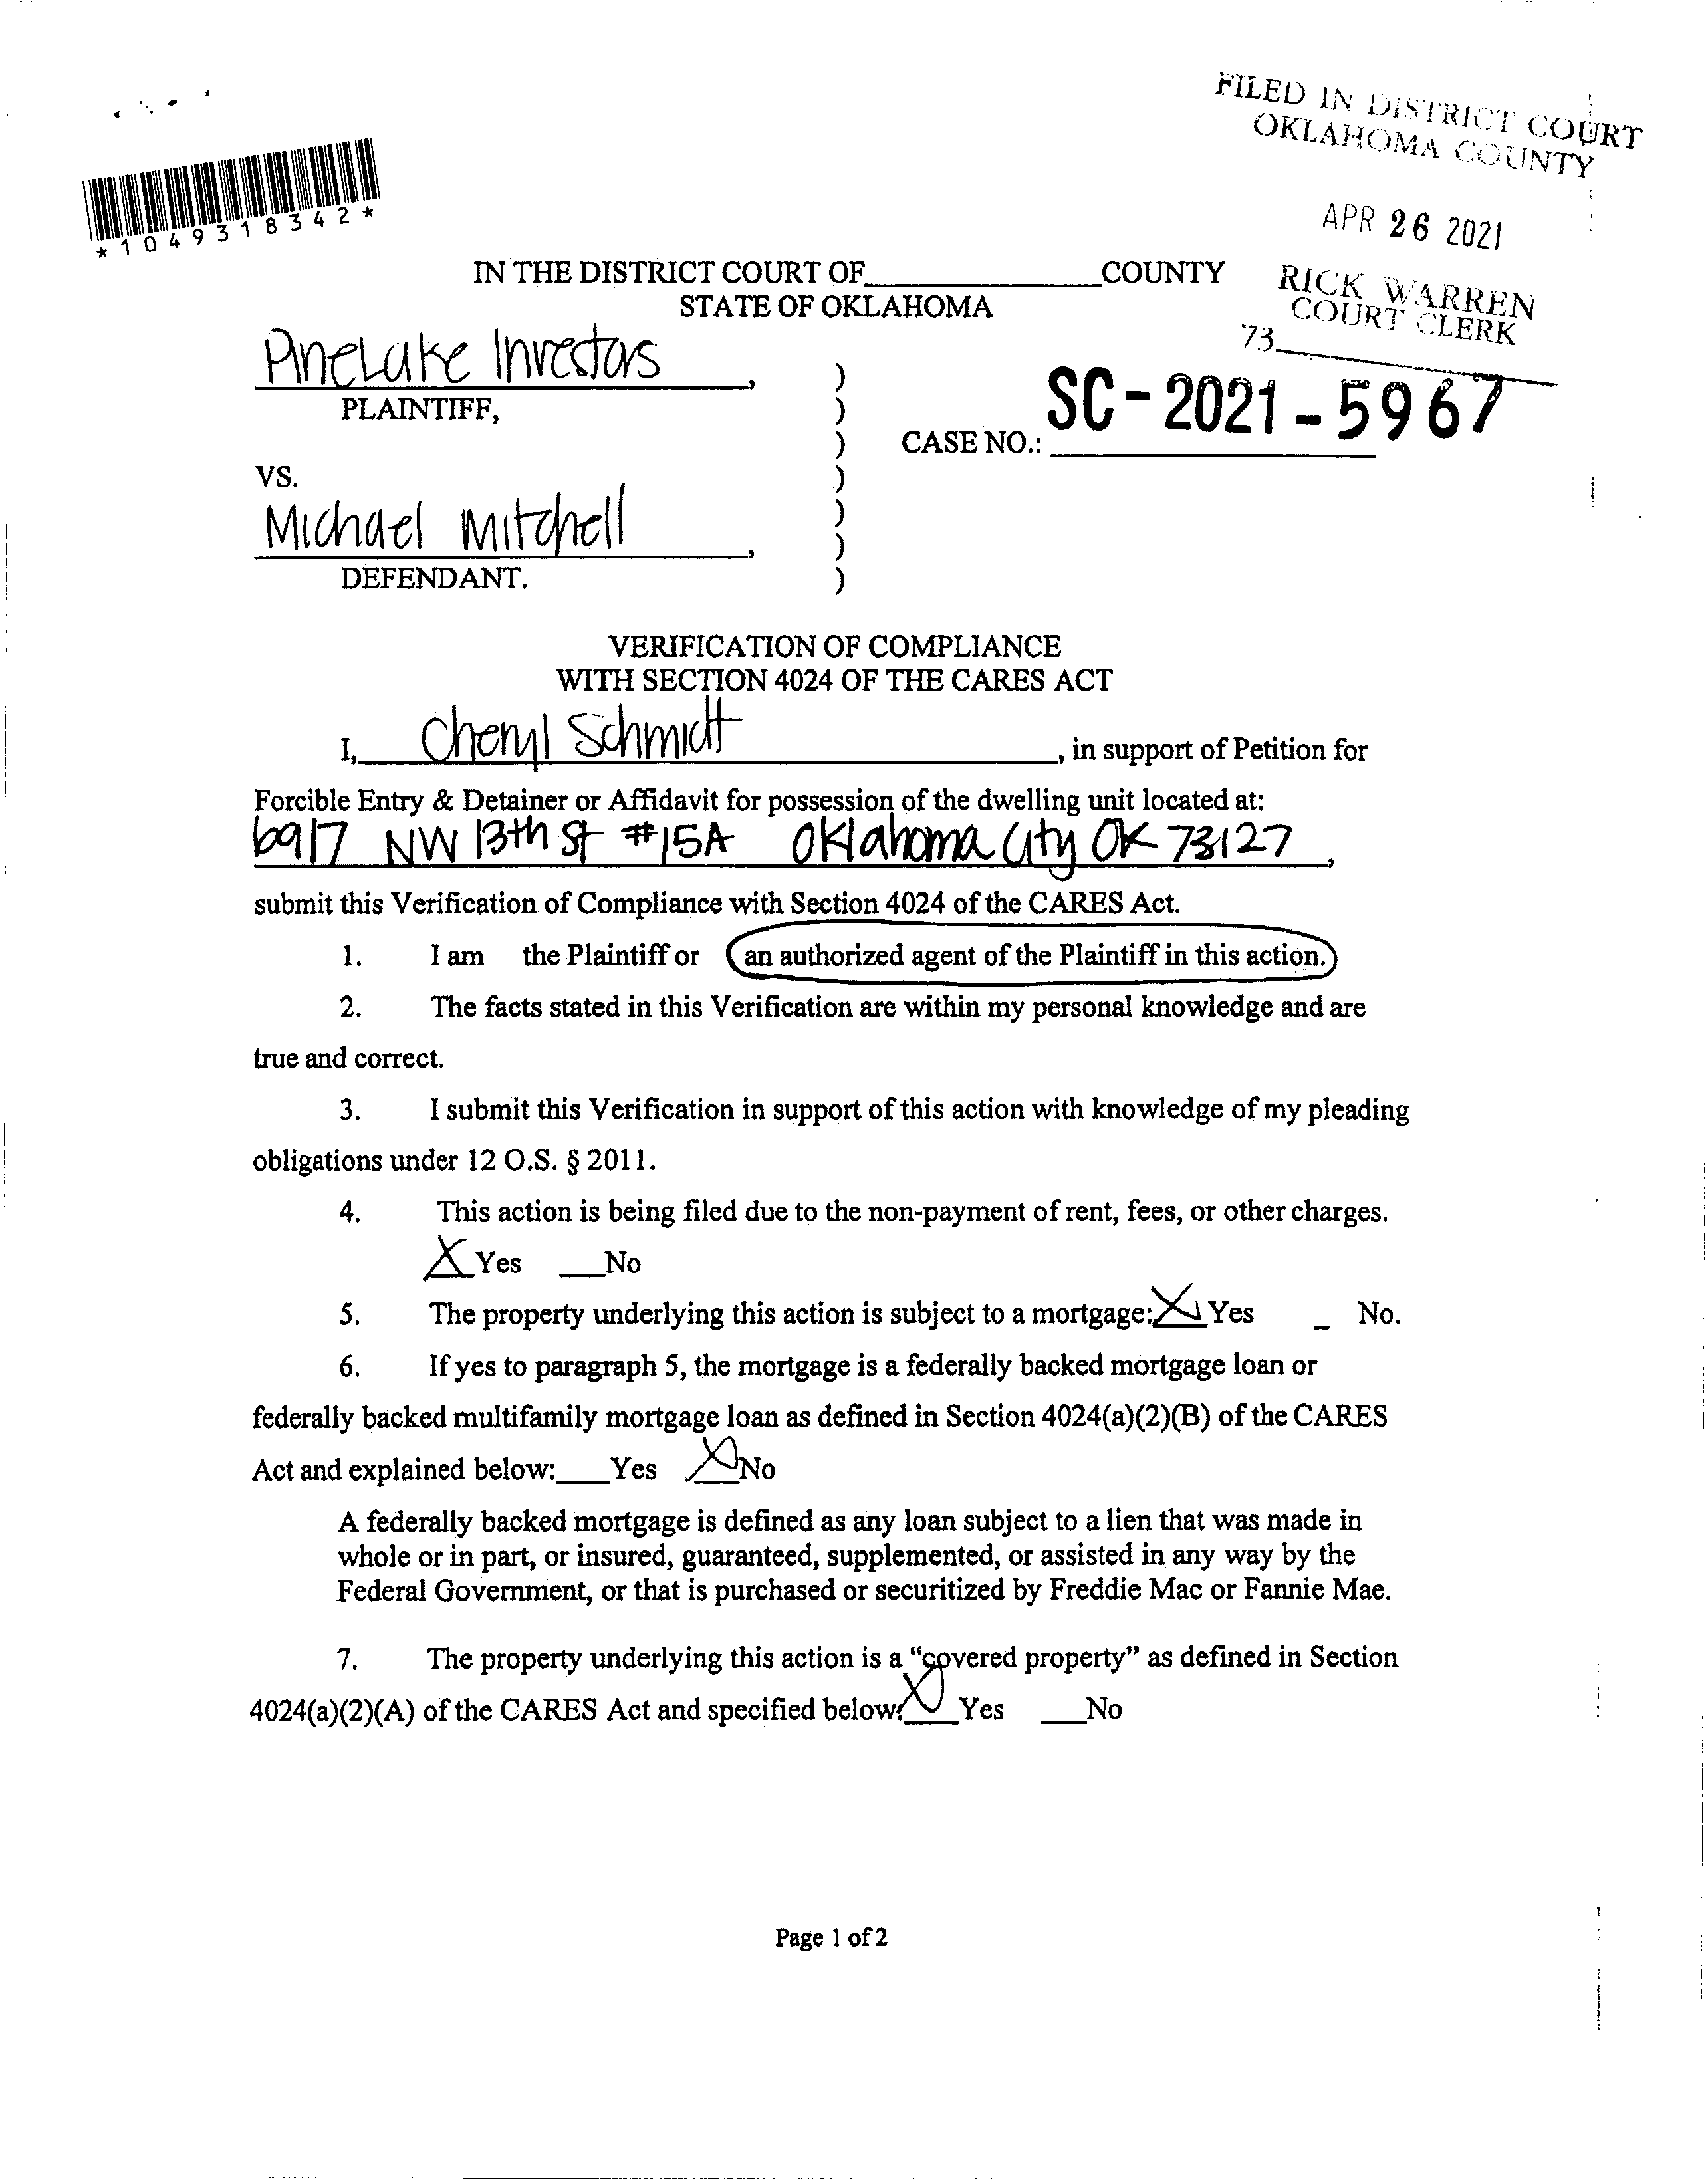 FILED IN DISTRICT COURT
OKLAHOMA COUNTY
APR 26 2021
RICK WARREN
COURT CLERK
73
*1049318342*
IN THE DISTRICT COURT OF____________COUNTY
STATE OF OKLAHOMA
PineLake Investors,
PLAINTIFF,
VS.
Michael Mitchell,
DEFENDANT.
)
)
)
)
)
)
)
CASE NO.: SC-2021-5967
VERIFICATION OF COMPLIANCE
WITH SECTION 4024 OF THE CARES ACT
I, Cheryl Schmidt, in support of Petition for
Forcible Entry & Detainer or Affidavit for possession of the dwelling unit located at:
6917 NW 13th St #15A Oklahoma City OK 73127,
submit this Verification of Compliance with Section 4024 of the CARES Act.
1. I am the Plaintiff or an authorized agent of the Plaintiff in this action.
2. The facts stated in this Verification are within my personal knowledge and are
true and correct.
3. I submit this Verification in support of this action with knowledge of my pleading
obligations under 12 O.S. § 2011.
4. This action is being filed due to the non-payment of rent, fees, or other charges.
X Yes ___No
5. The property underlying this action is subject to a mortgage: X Yes _ No.
6. If yes to paragraph 5, the mortgage is a federally backed mortgage loan or
federally backed multifamily mortgage loan as defined in Section 4024(a)(2)(B) of the CARES
Act and explained below:___Yes X No
A federally backed mortgage is defined as any loan subject to a lien that was made in
whole or in part, or insured, guaranteed, supplemented, or assisted in any way by the
Federal Government, or that is purchased or securitized by Freddie Mac or Fannie Mae.
7. The property underlying this action is a “covered property” as defined in Section
4024(a)(2)(A) of the CARES Act and specified below: X Yes ___No
Page 1 of 2